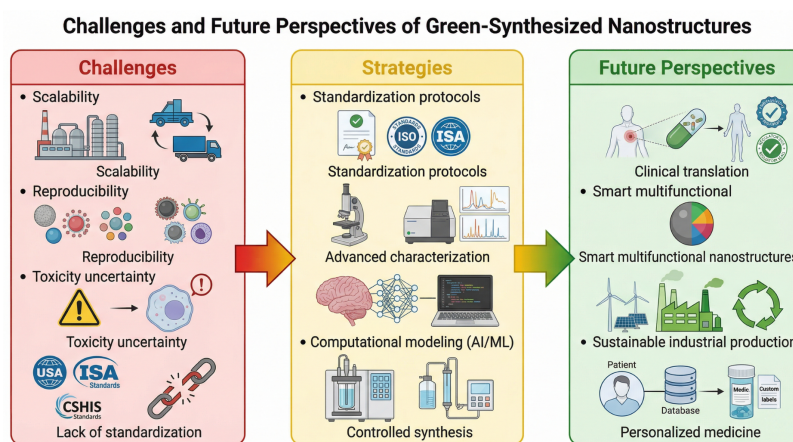 Challenges and Future Perspectives of Green-Synthesized Nanostructures
Challenges
• Scalability
Scalability
• Reproducibility
Reproducibility
• Toxicity uncertainty
Toxicity uncertainty
USA
ISA
Standards
CSHIS
Standards
Lack of standardization
Strategies
• Standardization protocols
ISO
ISA
Standardization protocols
Advanced characterization
• Computational modeling (AI/ML)
Controlled synthesis
Future Perspectives
Clinical translation
• Smart multifunctional
Smart multifunctional nanostructures
• Sustainable industrial production
Patient
Database
Medic.
Custom
labels
Personalized medicine